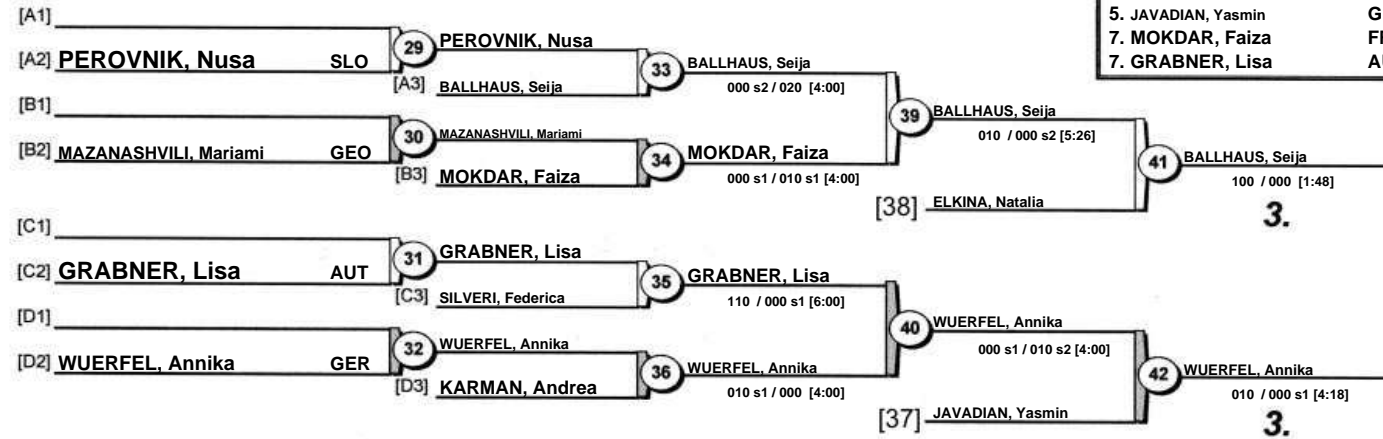 5. JAVADIAN, Yasmin G
7. MOKDAR, Faiza
7. GRABNER, Lisa
[A1]
[A2] PEROVNIK, Nusa SLO
29
PEROVNIK, Nusa
[A3] BALLHAUS, Seija
33
BALLHAUS, Seija
000 s2 / 020 [4:00]
[B1]
[B2] MAZANASHVILI, Mariami GEO
30
MAZANASHVILI, Mariami
[B3] MOKDAR, Faiza
34
MOKDAR, Faiza
000 s1 / 010 s1 [4:00]
39
BALLHAUS, Seija
010 / 000 s2 [5:26]
[38] ELKINA, Natalia
41
BALLHAUS, Seija
100 / 000 [1:48]
3.
[C1]
[C2] GRABNER, Lisa AUT
31
GRABNER, Lisa
[C3] SILVERI, Federica
35
GRABNER, Lisa
110 / 000 s1 [6:00]
[D1]
[D2] WUERFEL, Annika GER
32
WUERFEL, Annika
[D3] KARMAN, Andrea
36
WUERFEL, Annika
010 s1 / 000 [4:00]
40
WUERFEL, Annika
000 s1 / 010 s2 [4:00]
[37] JAVADIAN, Yasmin
42
WUERFEL, Annika
010 / 000 s1 [4:18]
3.